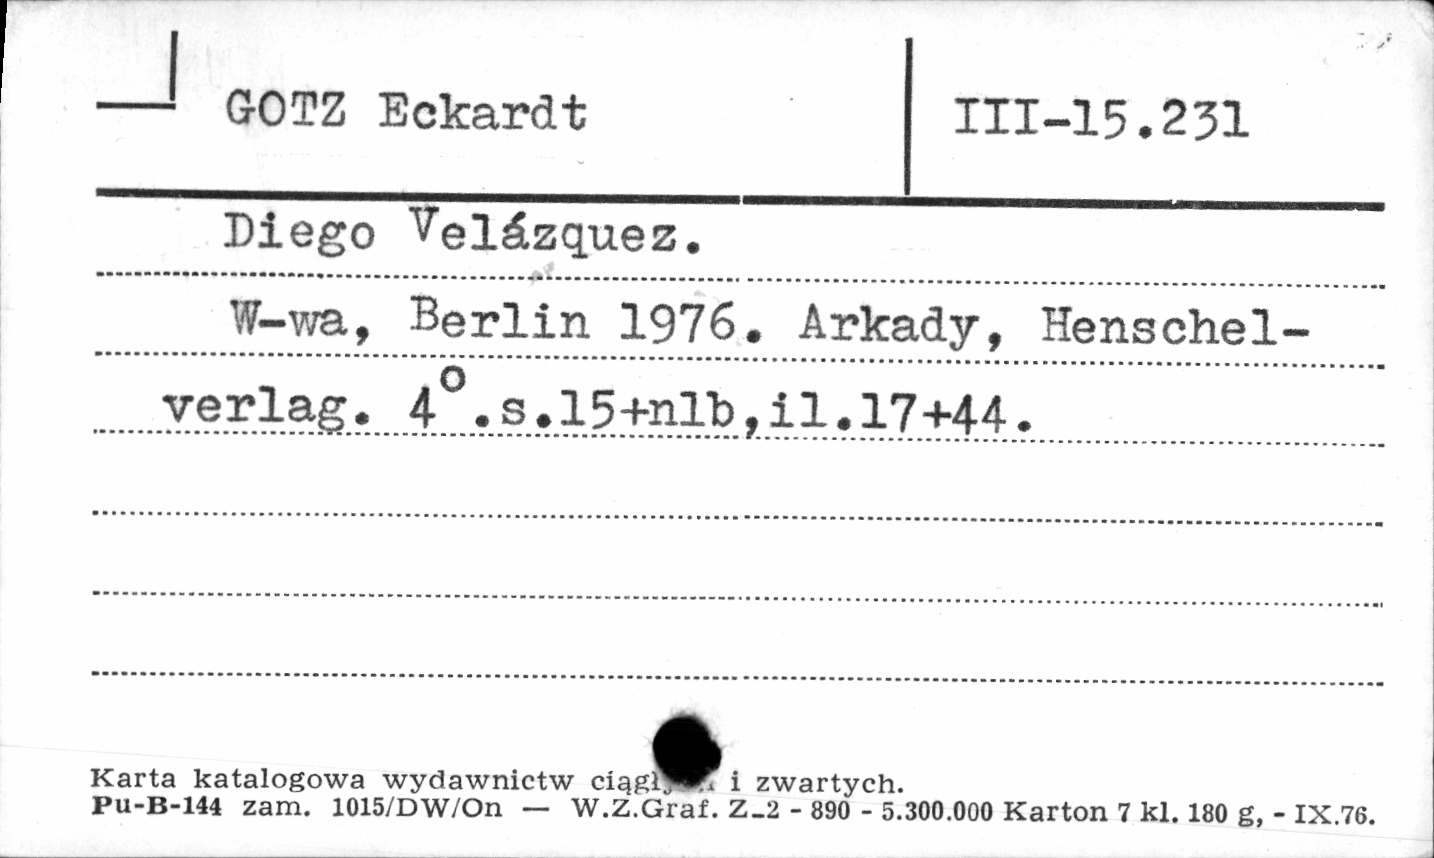 GOTZ Eckardt
III-15.231
Diego Velázquez.
W-wa, Berlin 1976. Arkady, Henschel-
verlag. 4°.s.15+nlb,il.17+44.
Karta katalogowa wydawnictw i zwartych.
Pu-B-144 zam. 1015/DW/On — W.Z.Graf. Z-2 - 890 - 5.300.000 Karton 7 kl. 180 g, - IX.76.